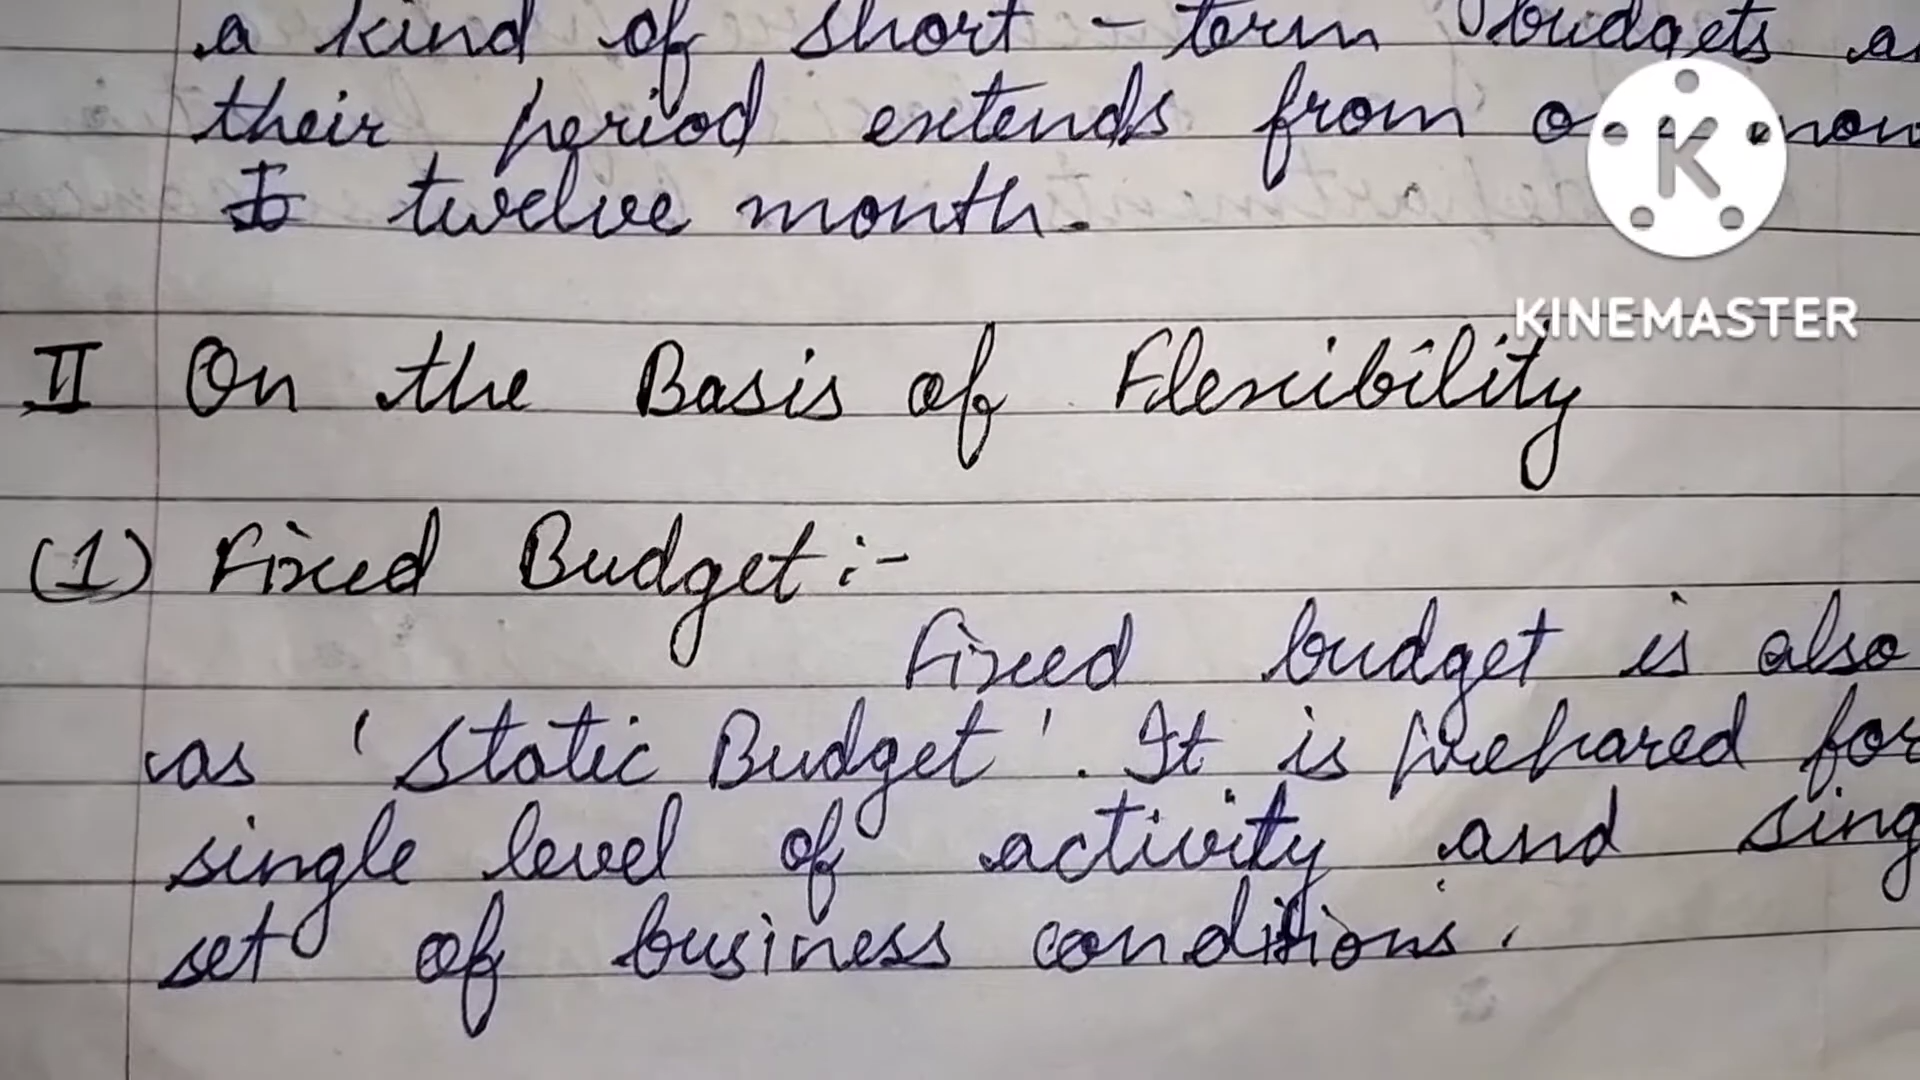 a kind of short - term budgets
their period extends from
to twelve month.
KINEMASTER
II On the Basis of Flexibility
(1) Fixed Budget :-
Fixed budget is also
as 'Static Budget'. It is prepared for
single level of activity and
set of business conditions.